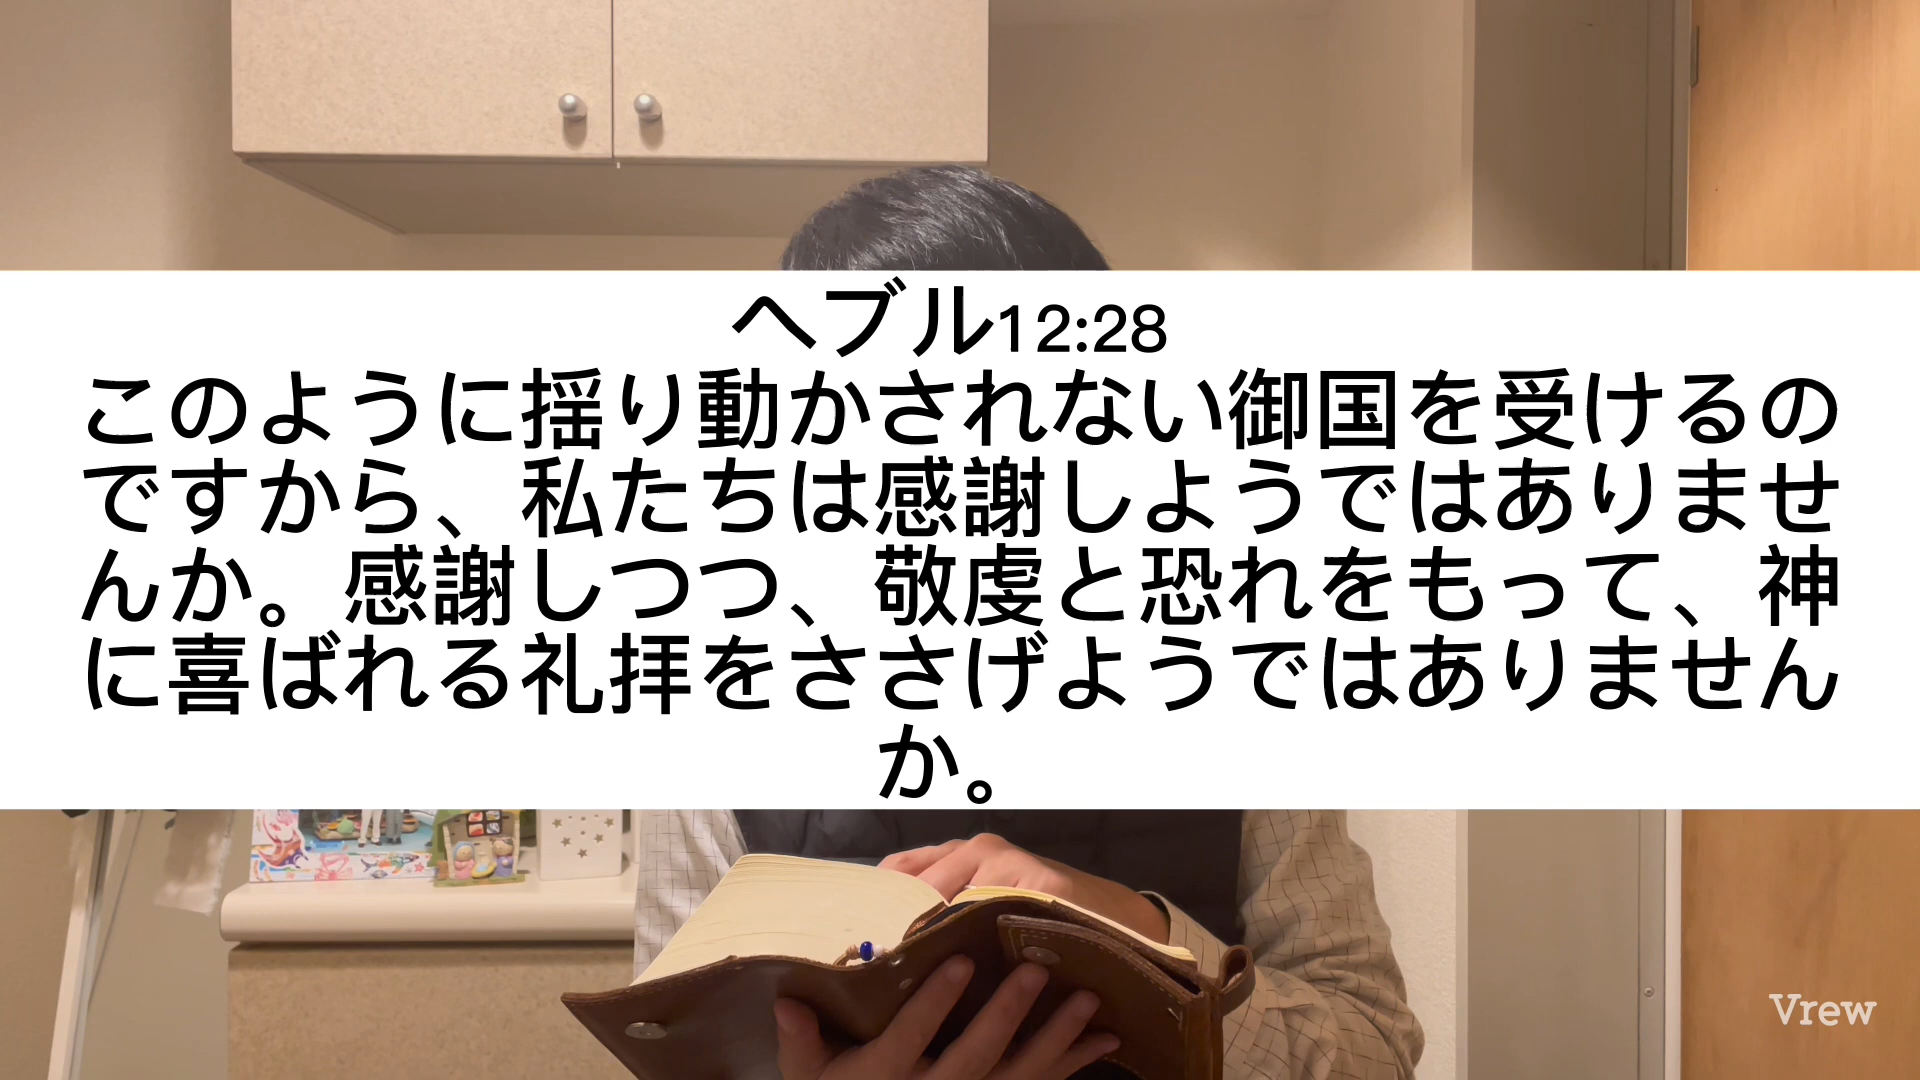 ヘブル12:28
このように揺り動かされない御国を受けるの
ですから、私たちは感謝しようではありませ
んか。感謝しつつ、敬虔と恐れをもって、神
に喜ばれる礼拝をささげようではありません
か。
Vrew